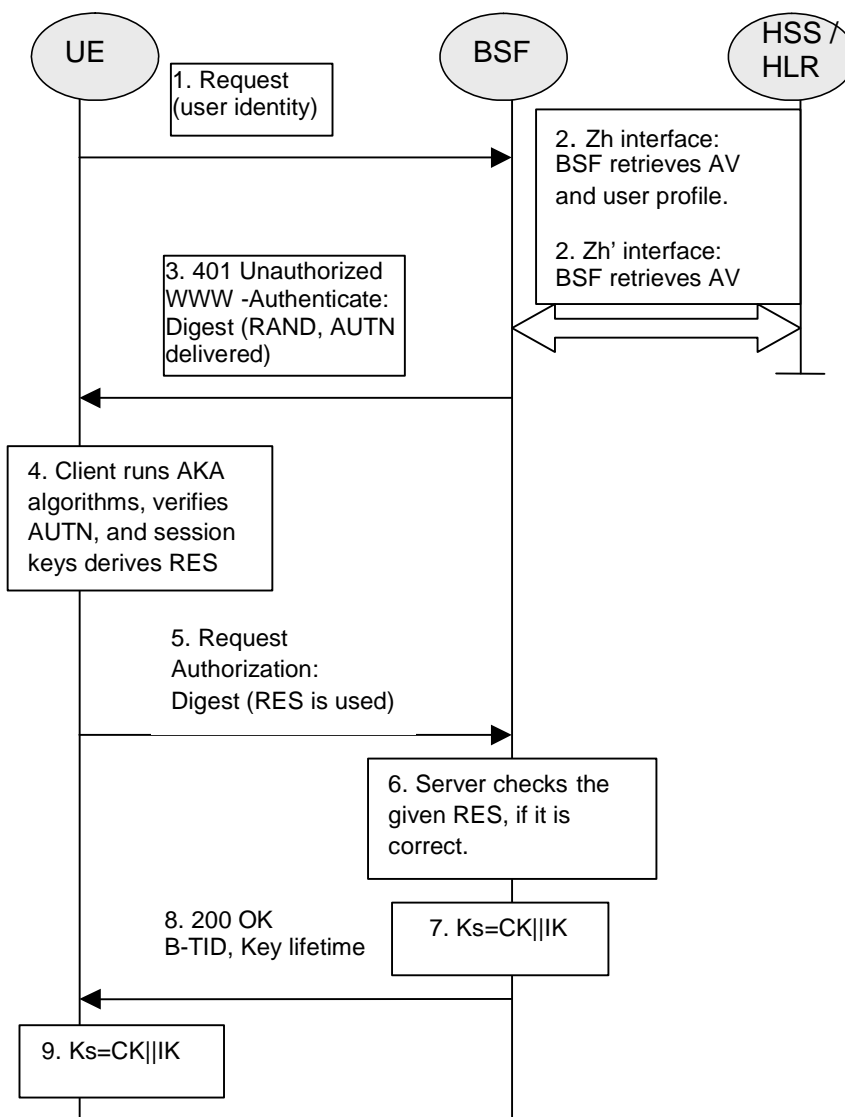 UE
BSF
HSS /
HLR
1. Request
(user identity)
2. Zh interface:
BSF retrieves AV
and user profile.
2. Zh’ interface:
BSF retrieves AV
3. 401 Unauthorized
WWW -Authenticate:
Digest (RAND, AUTN
delivered)
4. Client runs AKA
algorithms, verifies
AUTN, and session
keys derives RES
5. Request
Authorization:
Digest (RES is used)
6. Server checks the
given RES, if it is
correct.
7. Ks=CK||IK
8. 200 OK
B-TID, Key lifetime
9. Ks=CK||IK